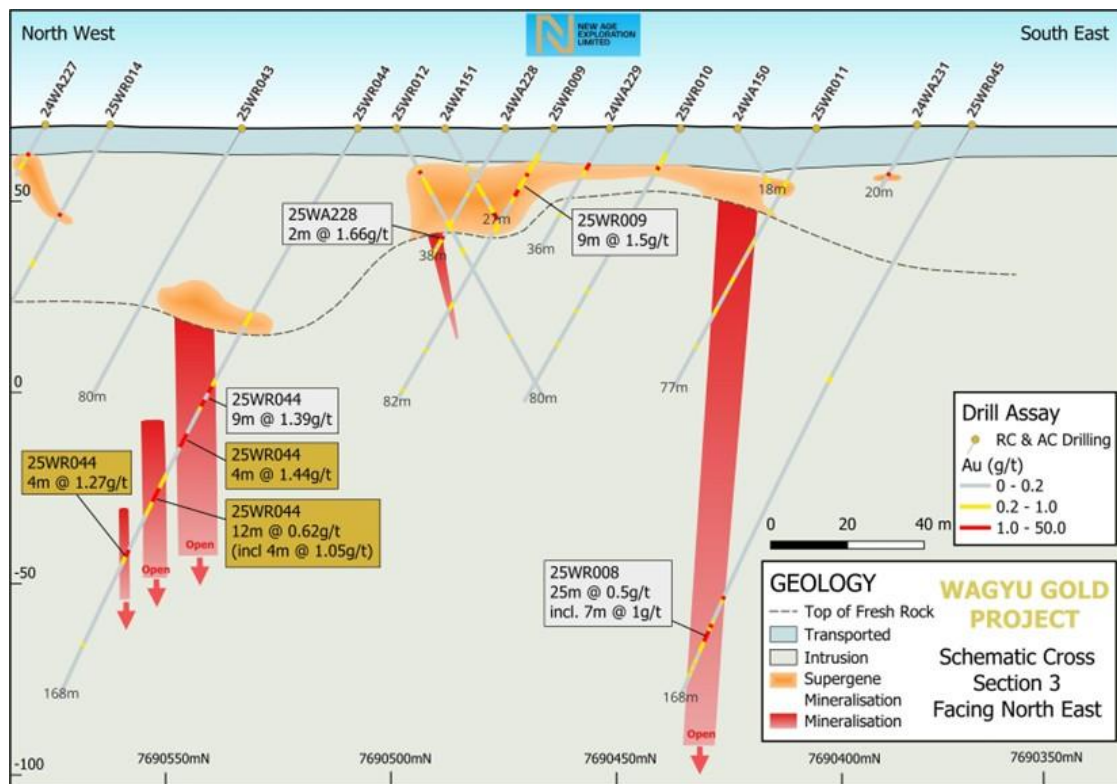 North West
NEW AGE
EXPLORATION
LIMITED
South East
24WA227
25WR014
25WR043
25WR044
25WR012
24WA151
24WA228
25WR009
24WA229
25WR010
24WA150
25WR011
24WA231
25WR045
50
0
-50
-100
25WA228
2m @ 1.66g/t
38m
27m
25WR009
9m @ 1.5g/t
36m
18m
20m
80m
82m
80m
77m
25WR044
9m @ 1.39g/t
25WR044
4m @ 1.44g/t
25WR044
4m @ 1.27g/t
25WR044
12m @ 0.62g/t
(incl 4m @ 1.05g/t)
Open
Open
25WR008
25m @ 0.5g/t
incl. 7m @ 1g/t
168m
168m
Open
Drill Assay
RC & AC Drilling
Au (g/t)
0 - 0.2
0.2 - 1.0
1.0 - 50.0
0 20 40 m
GEOLOGY
Top of Fresh Rock
Transported
Intrusion
Supergene
Mineralisation
Mineralisation
WAGYU GOLD
PROJECT
Schematic Cross
Section 3
Facing North East
7690550mN
7690500mN
7690450mN
7690400mN
7690350mN